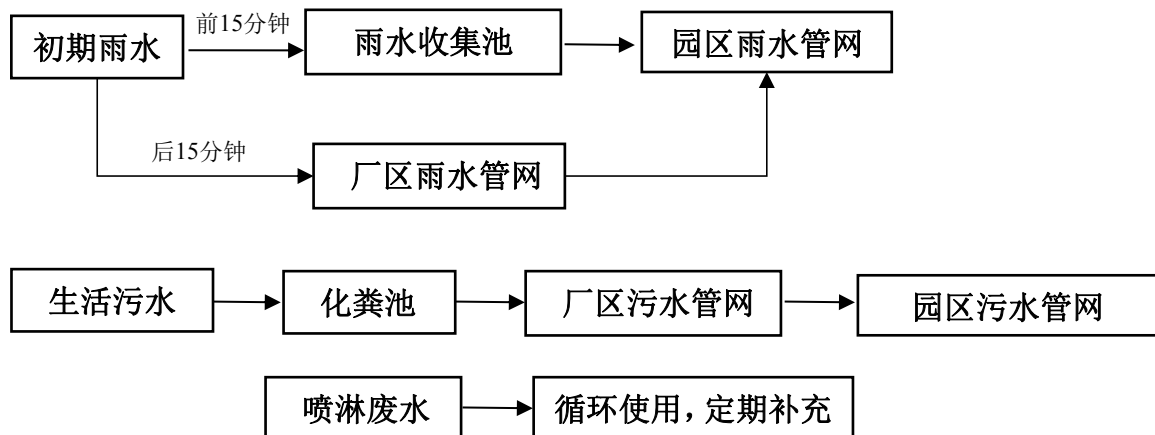 初期雨水
前15分钟
雨水收集池
园区雨水管网
后15分钟
厂区雨水管网
生活污水
化粪池
厂区污水管网
园区污水管网
喷淋废水
循环使用，定期补充